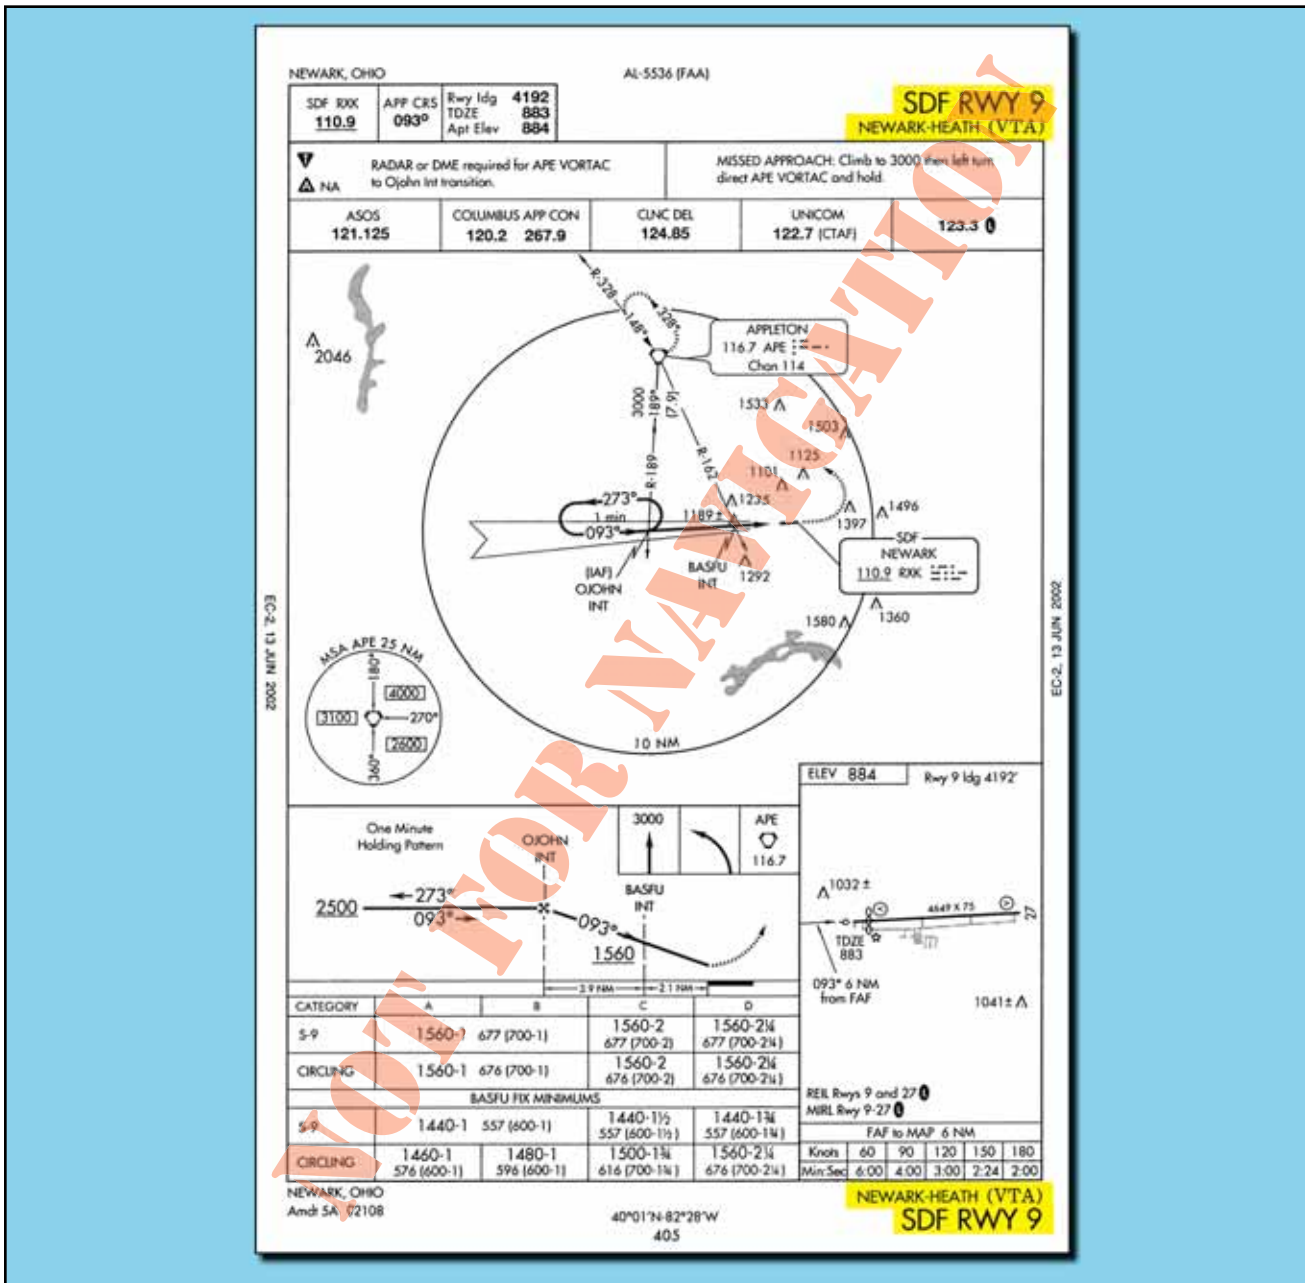 NEWARK, OHIO
AL-5536 (FAA)
SDF RXK
110.9
APP CRS
093°
Rwy Idg 4192
TDZE 883
Apt Elev 884
SDF RWY 9
NEWARK-HEATH (VTA)
T
A NA
RADAR or DME required for APE VORTAC
to Ojohn Int transition.
MISSED APPROACH: Climb to 3000 then left turn
direct APE VORTAC and hold.
ASOS
121.125
COLUMBUS APP CON
120.2 267.9
CLNC DEL
124.85
UNICOM
122.7 (CTAF)
123.3 L
R-328
148°
328°
APPLETON
116.7 APE
Chan 114
2046
3000
189°
(7.9)
R-189
R-162
1533
1503
1125
1101
1235
1189±
1397
1496
273°
1 min
093°
(IAF)
OJOHN
INT
BASFU
INT
1292
SDF
NEWARK
110.9 RXK
1360
1580
10 NM
MSA APE 25 NM
180°
4000
3100
270°
2600
360°
EC-2, 13 JUN 2002
EC-2, 13 JUN 2002
ELEV 884
Rwy 9 ldg 4192'
1032 ±
4649 X 75
27
TDZE
883
093° 6 NM
from FAF
1041±
REIL Rwys 9 and 27 L
MIRL Rwy 9-27 L
FAF to MAP 6 NM
Knots 60 90 120 150 180
Min:Sec 6:00 4:00 3:00 2:24 2:00
One Minute
Holding Pattern
OJOHN
INT
3000
APE
116.7
BASFU
INT
2500
273°
093°
093°
1560
3.9 NM
2.1 NM
CATEGORY A B C D
S-9 1560-1 677 (700-1) 1560-2 677 (700-2) 1560-2¼ 677 (700-2¼)
CIRCLING 1560-1 676 (700-1) 1560-2 676 (700-2) 1560-2¼ 676 (700-2¼)
BASFU FIX MINIMUMS
S-9 1440-1 557 (600-1) 1440-1½ 557 (600-1½) 1440-1¾ 557 (600-1¾)
CIRCLING 1460-1 576 (600-1) 1480-1 596 (600-1) 1500-1¾ 616 (700-1¾) 1560-2¼ 676 (700-2¼)
NEWARK, OHIO
Amdt 5A 02108
40°01'N-82°28'W
405
NEWARK-HEATH (VTA)
SDF RWY 9
NOT FOR NAVIGATION